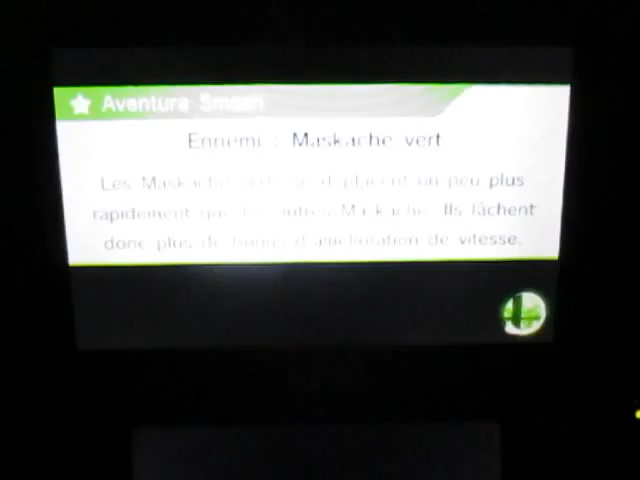 Aventure Smash
Ennemi : Maskache vert
Les Maskache verts se déplacent un peu plus
rapidement que les autres Maskache. Ils lâchent
donc plus de bonus d'amélioration de vitesse.